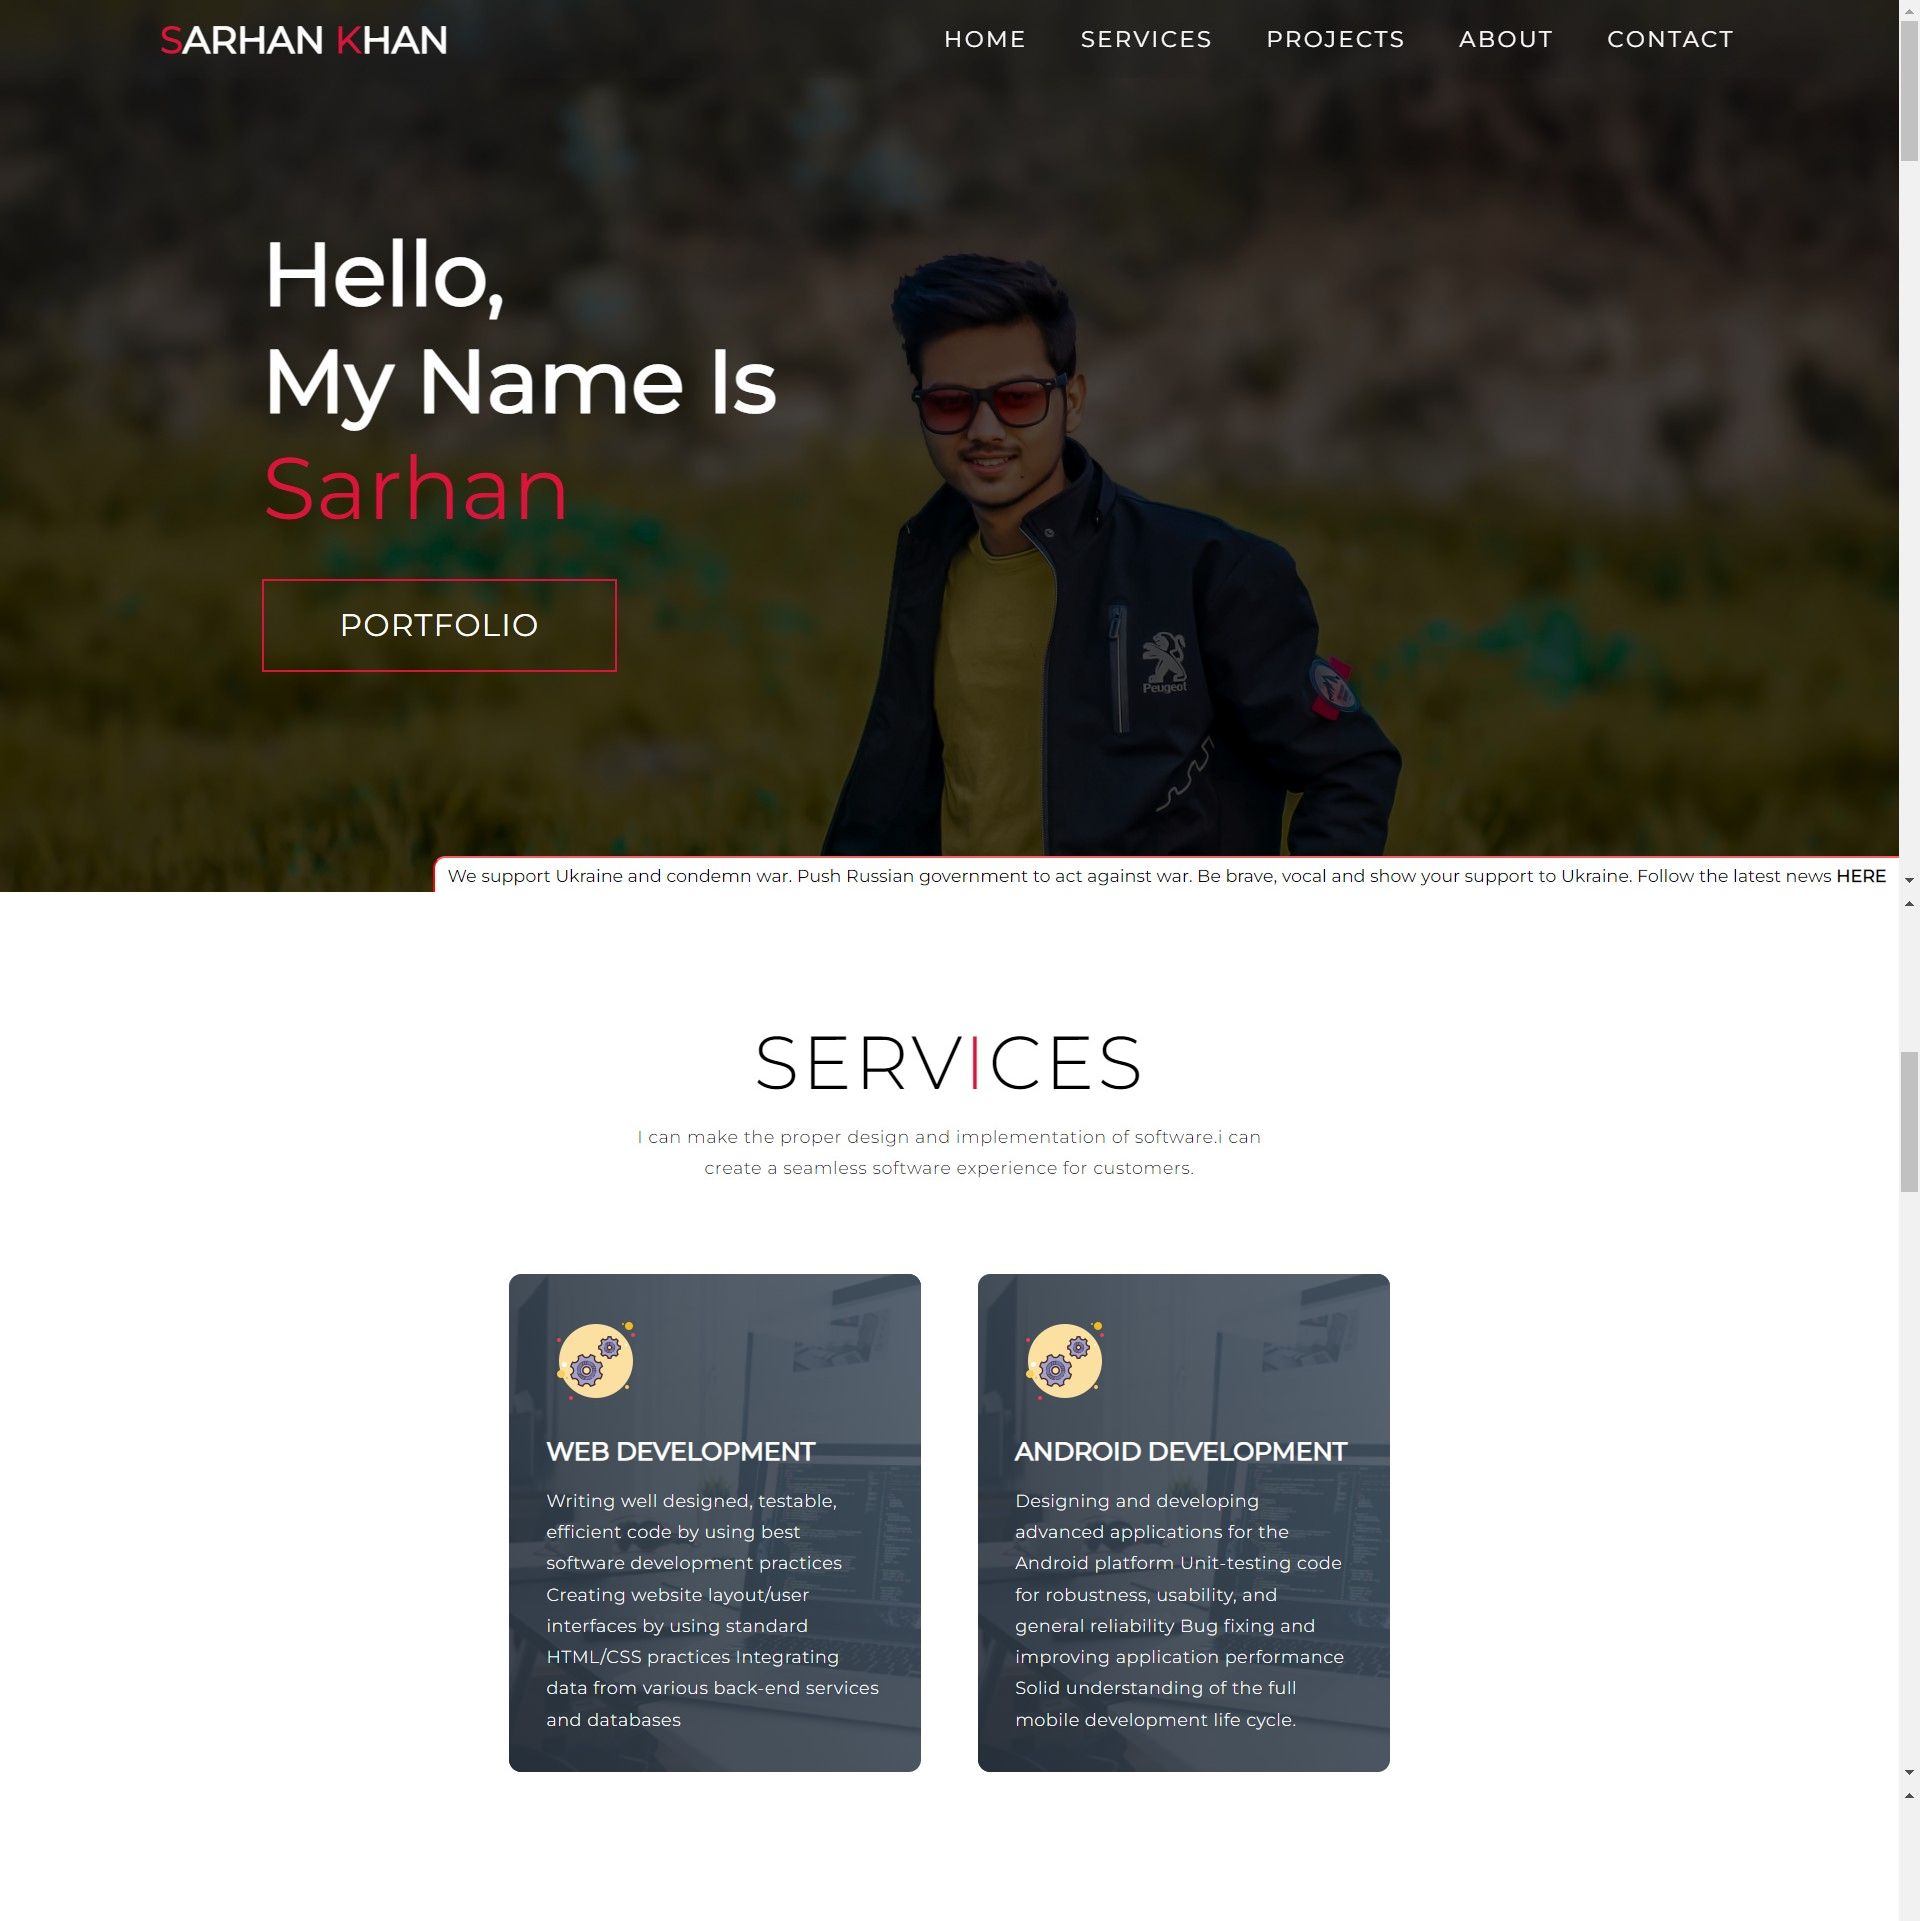 SARHAN KHAN
HOME SERVICES PROJECTS ABOUT CONTACT
Hello,
My Name Is
Sarhan
PORTFOLIO
Peugeot
We support Ukraine and condemn war. Push Russian government to act against war. Be brave, vocal and show your support to Ukraine. Follow the latest news HERE
SERVICES
I can make the proper design and implementation of software.i can
create a seamless software experience for customers.
WEB DEVELOPMENT
Writing well designed, testable,
efficient code by using best
software development practices
Creating website layout/user
interfaces by using standard
HTML/CSS practices Integrating
data from various back-end services
and databases
ANDROID DEVELOPMENT
Designing and developing
advanced applications for the
Android platform Unit-testing code
for robustness, usability, and
general reliability Bug fixing and
improving application performance
Solid understanding of the full
mobile development life cycle.